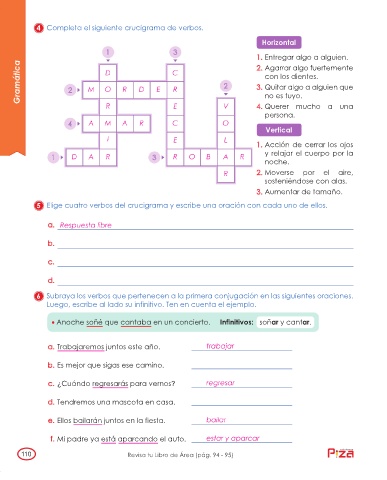 Gramática
4 Completa el siguiente crucigrama de verbos.
1
3
D
C
2 M O R D E R
2
R
E
V
4 A M A R
C
O
I
E
L
1 D A R
3 R O B A R
R
Horizontal
1. Entregar algo a alguien.
2. Agarrar algo fuertemente
con los dientes.
3. Quitar algo a alguien que
no es tuyo.
4. Querer mucho a una
persona.
Vertical
1. Acción de cerrar los ojos
y relajar el cuerpo por la
noche.
2. Moverse por el aire,
sosteniéndose con alas.
3. Aumentar de tamaño.
5 Elige cuatro verbos del crucigrama y escribe una oración con cada uno de ellos.
a. Respuesta libre
b.
c.
d.
6 Subraya los verbos que pertenecen a la primera conjugación en las siguientes oraciones.
Luego, escribe al lado su infinitivo. Ten en cuenta el ejemplo.
• Anoche soñé que cantaba en un concierto. Infinitivos: soñar y cantar.
a. Trabajaremos juntos este año. trabajar
b. Es mejor que sigas ese camino.
c. ¿Cuándo regresarás para vernos? regresar
d. Tendremos una mascota en casa.
e. Ellos bailarán juntos en la fiesta. bailar
f. Mi padre ya está aparcando el auto. estar y aparcar
110
Revisa tu Libro de Área (pág. 94 - 95)